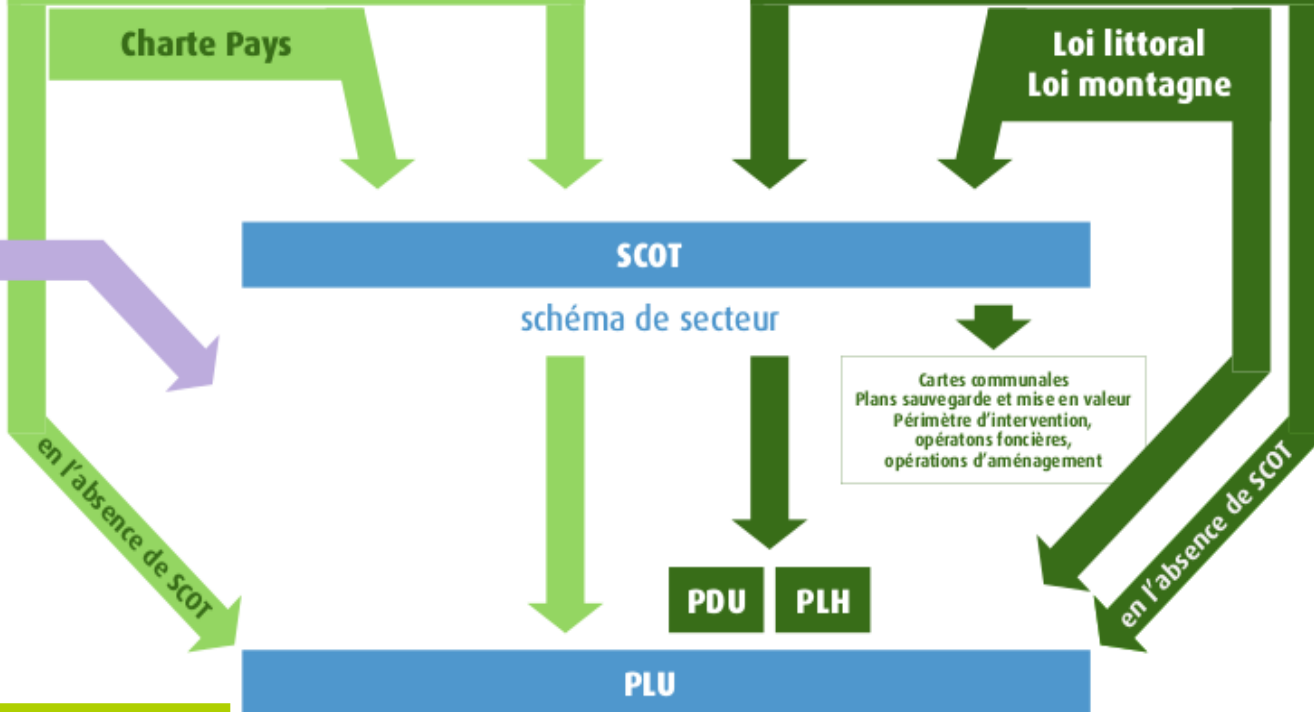 Charte Pays
Loi littoral
Loi montagne
SCOT
schéma de secteur
Cartes communales
Plans sauvegarde et mise en valeur
Périmètre d'intervention,
opératons foncières,
opérations d'aménagement
en l'absence de SCOT
en l'absence de SCOT
PDU
PLH
PLU